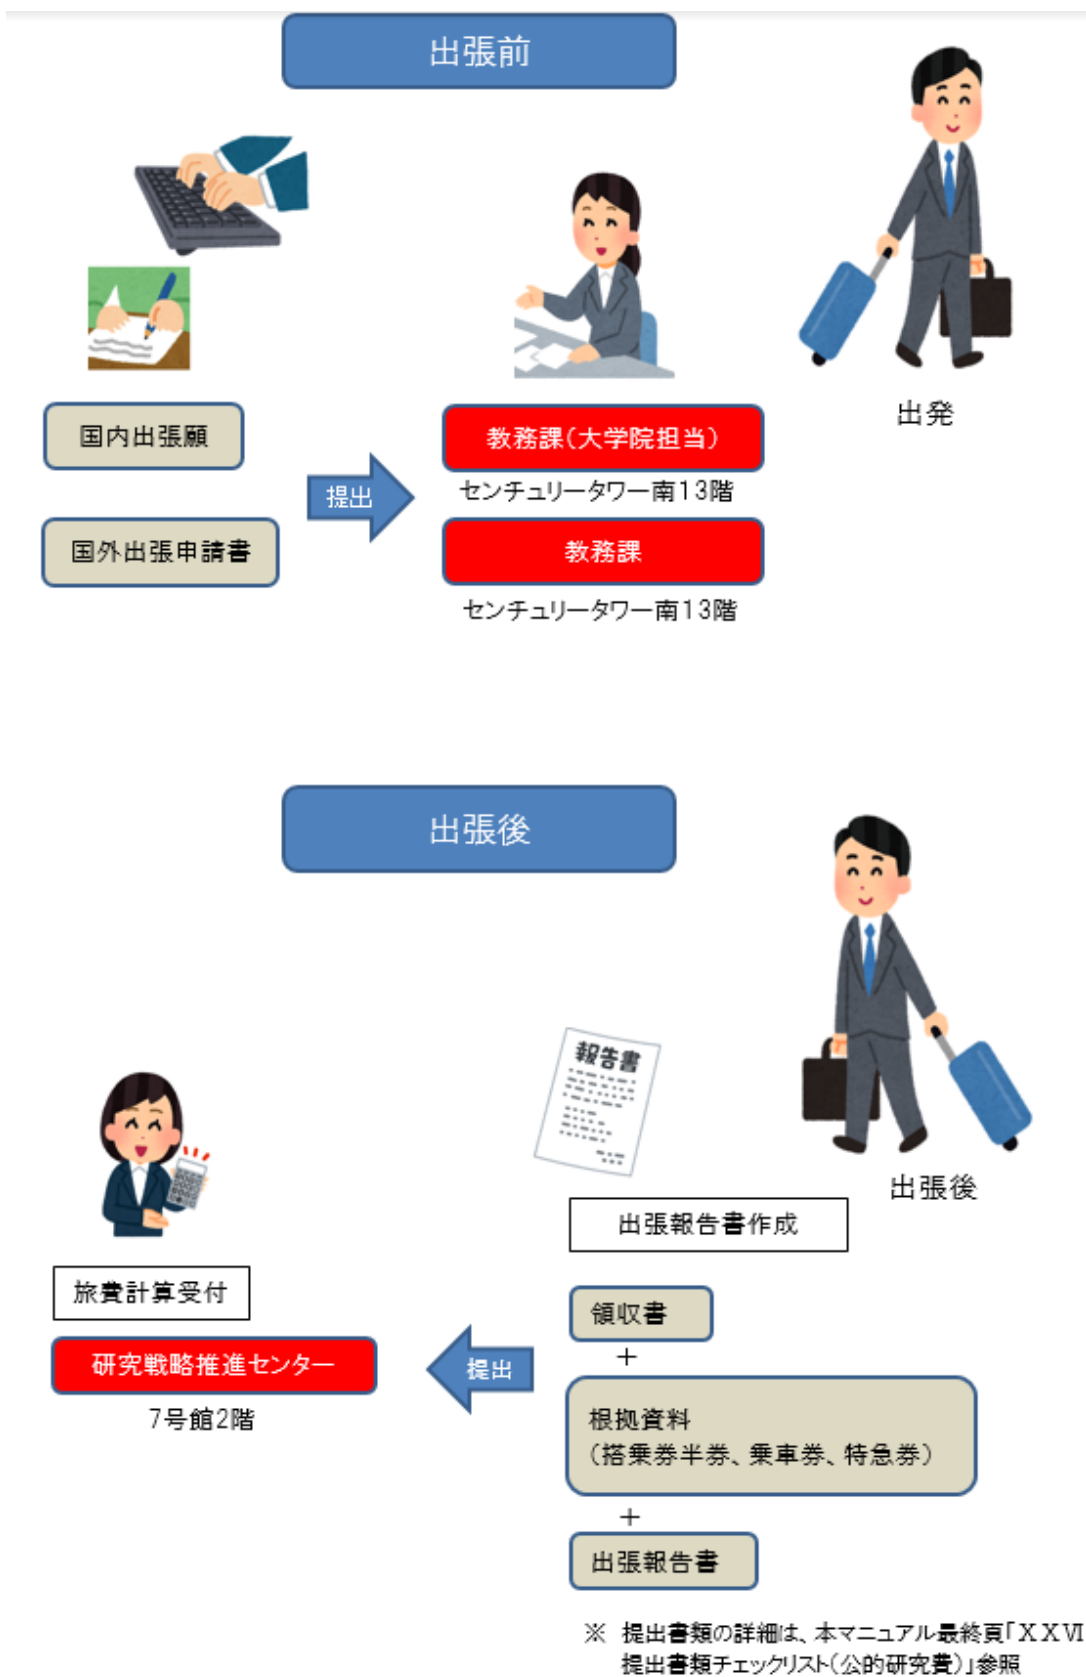 出張前
出発
国内出張願
国外出張申請書
提出
教務課(大学院担当)
センチュリータワー南13階
教務課
センチュリータワー南13階
出張後
出張後
報告書
出張報告書作成
領収書
+
根拠資料
(搭乗券半券、乗車券、特急券)
+
出張報告書
提出
旅費計算受付
研究戦略推進センター
7号館2階
※ 提出書類の詳細は、本マニュアル最終頁「ⅩⅩⅥ
提出書類チェックリスト(公的研究費)」参照